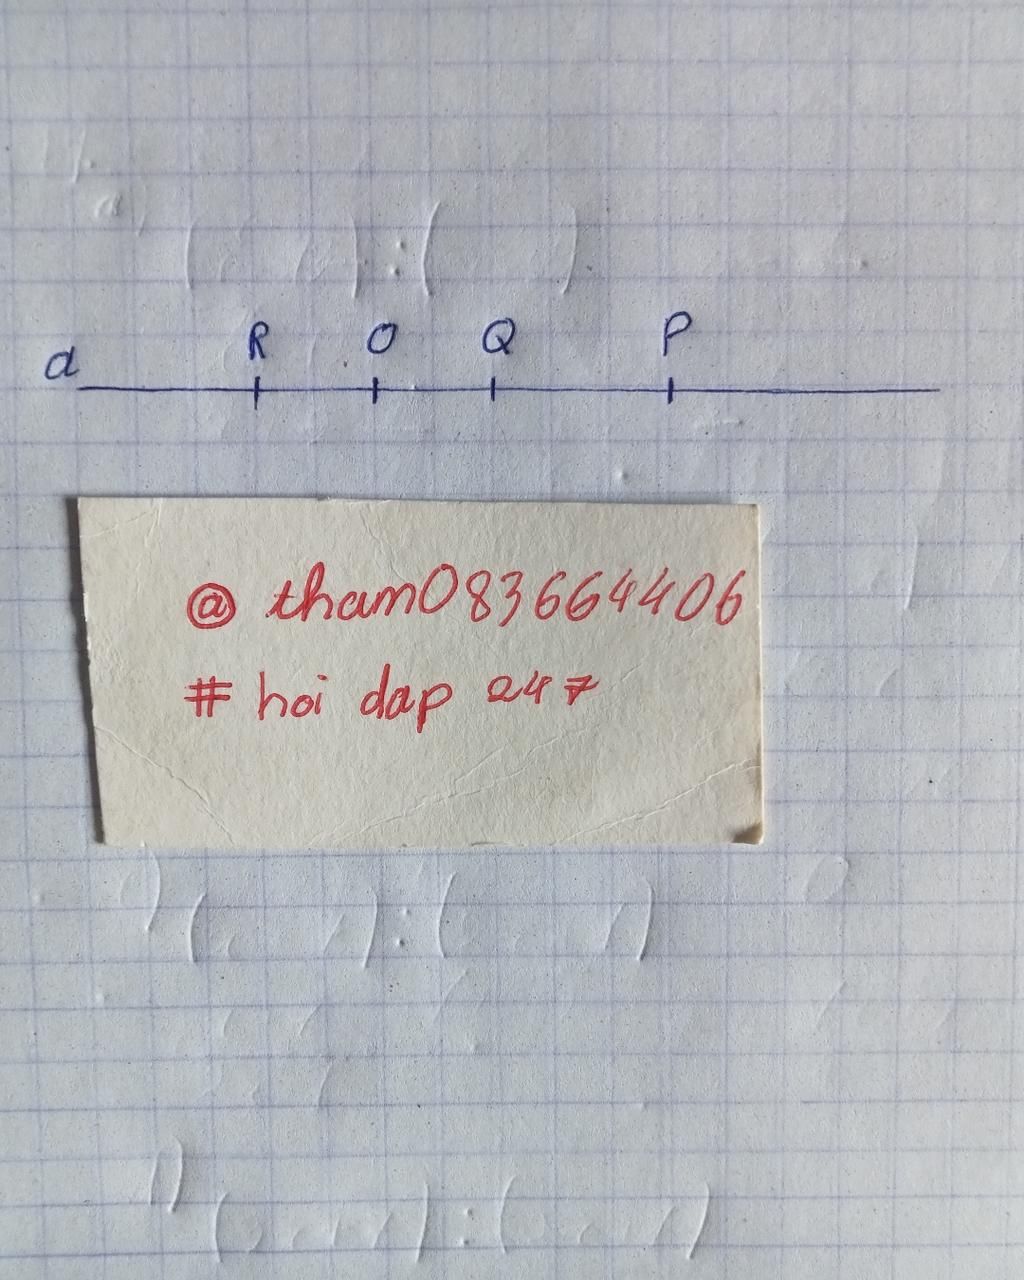 R O Q P
d
@ tham083664406
# hoi dap 247